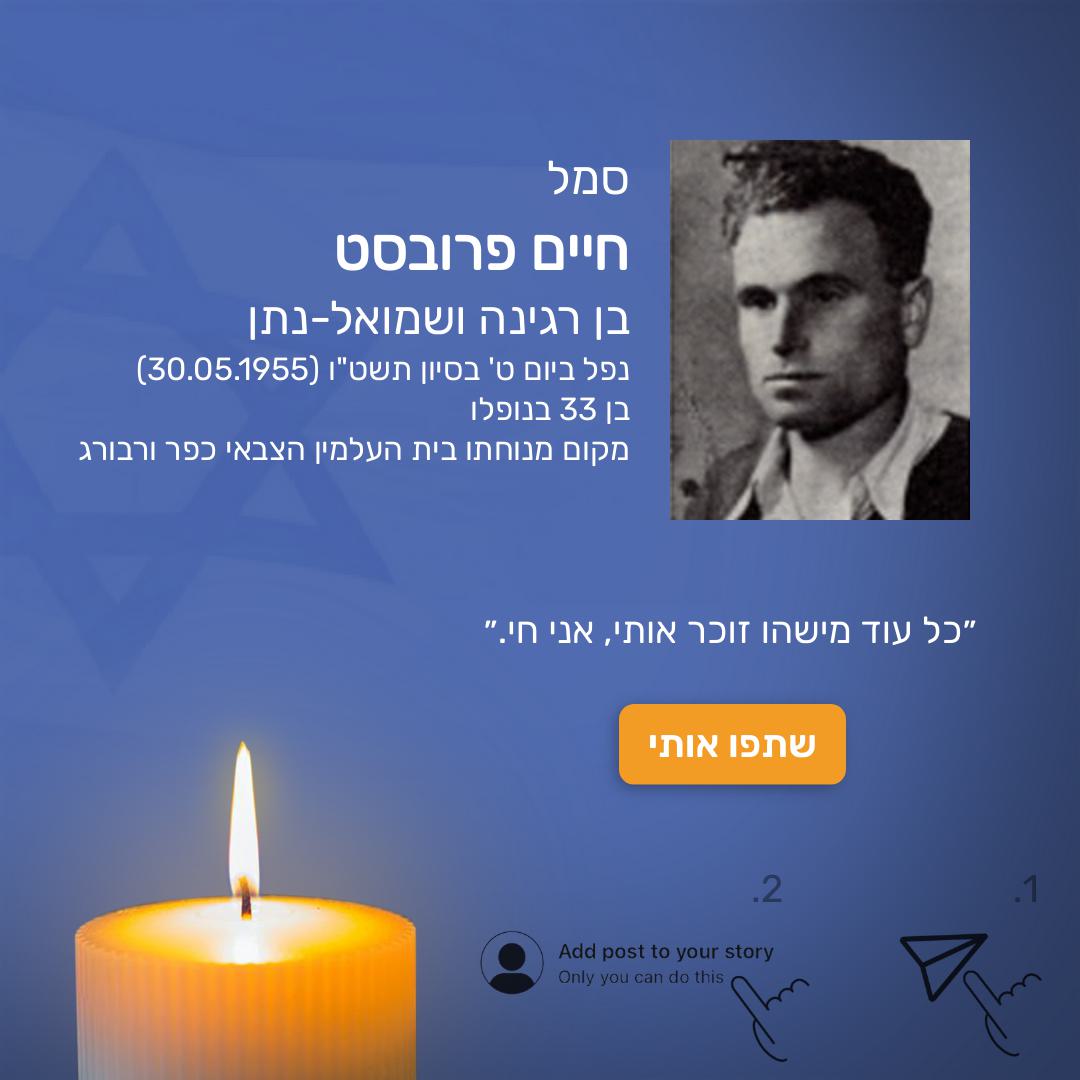 סמל
חיים פרובסט
בן רגינה ושמואל-נתן
נפל ביום ט' בסיון תשט"ו (30.05.1955)
בן 33 בנופלו
מקום מנוחתו בית העלמין הצבאי כפר ורבורג
״כל עוד מישהו זוכר אותי, אני חי.״
שתפו אותי
1.
2.
Add post to your story
Only you can do this